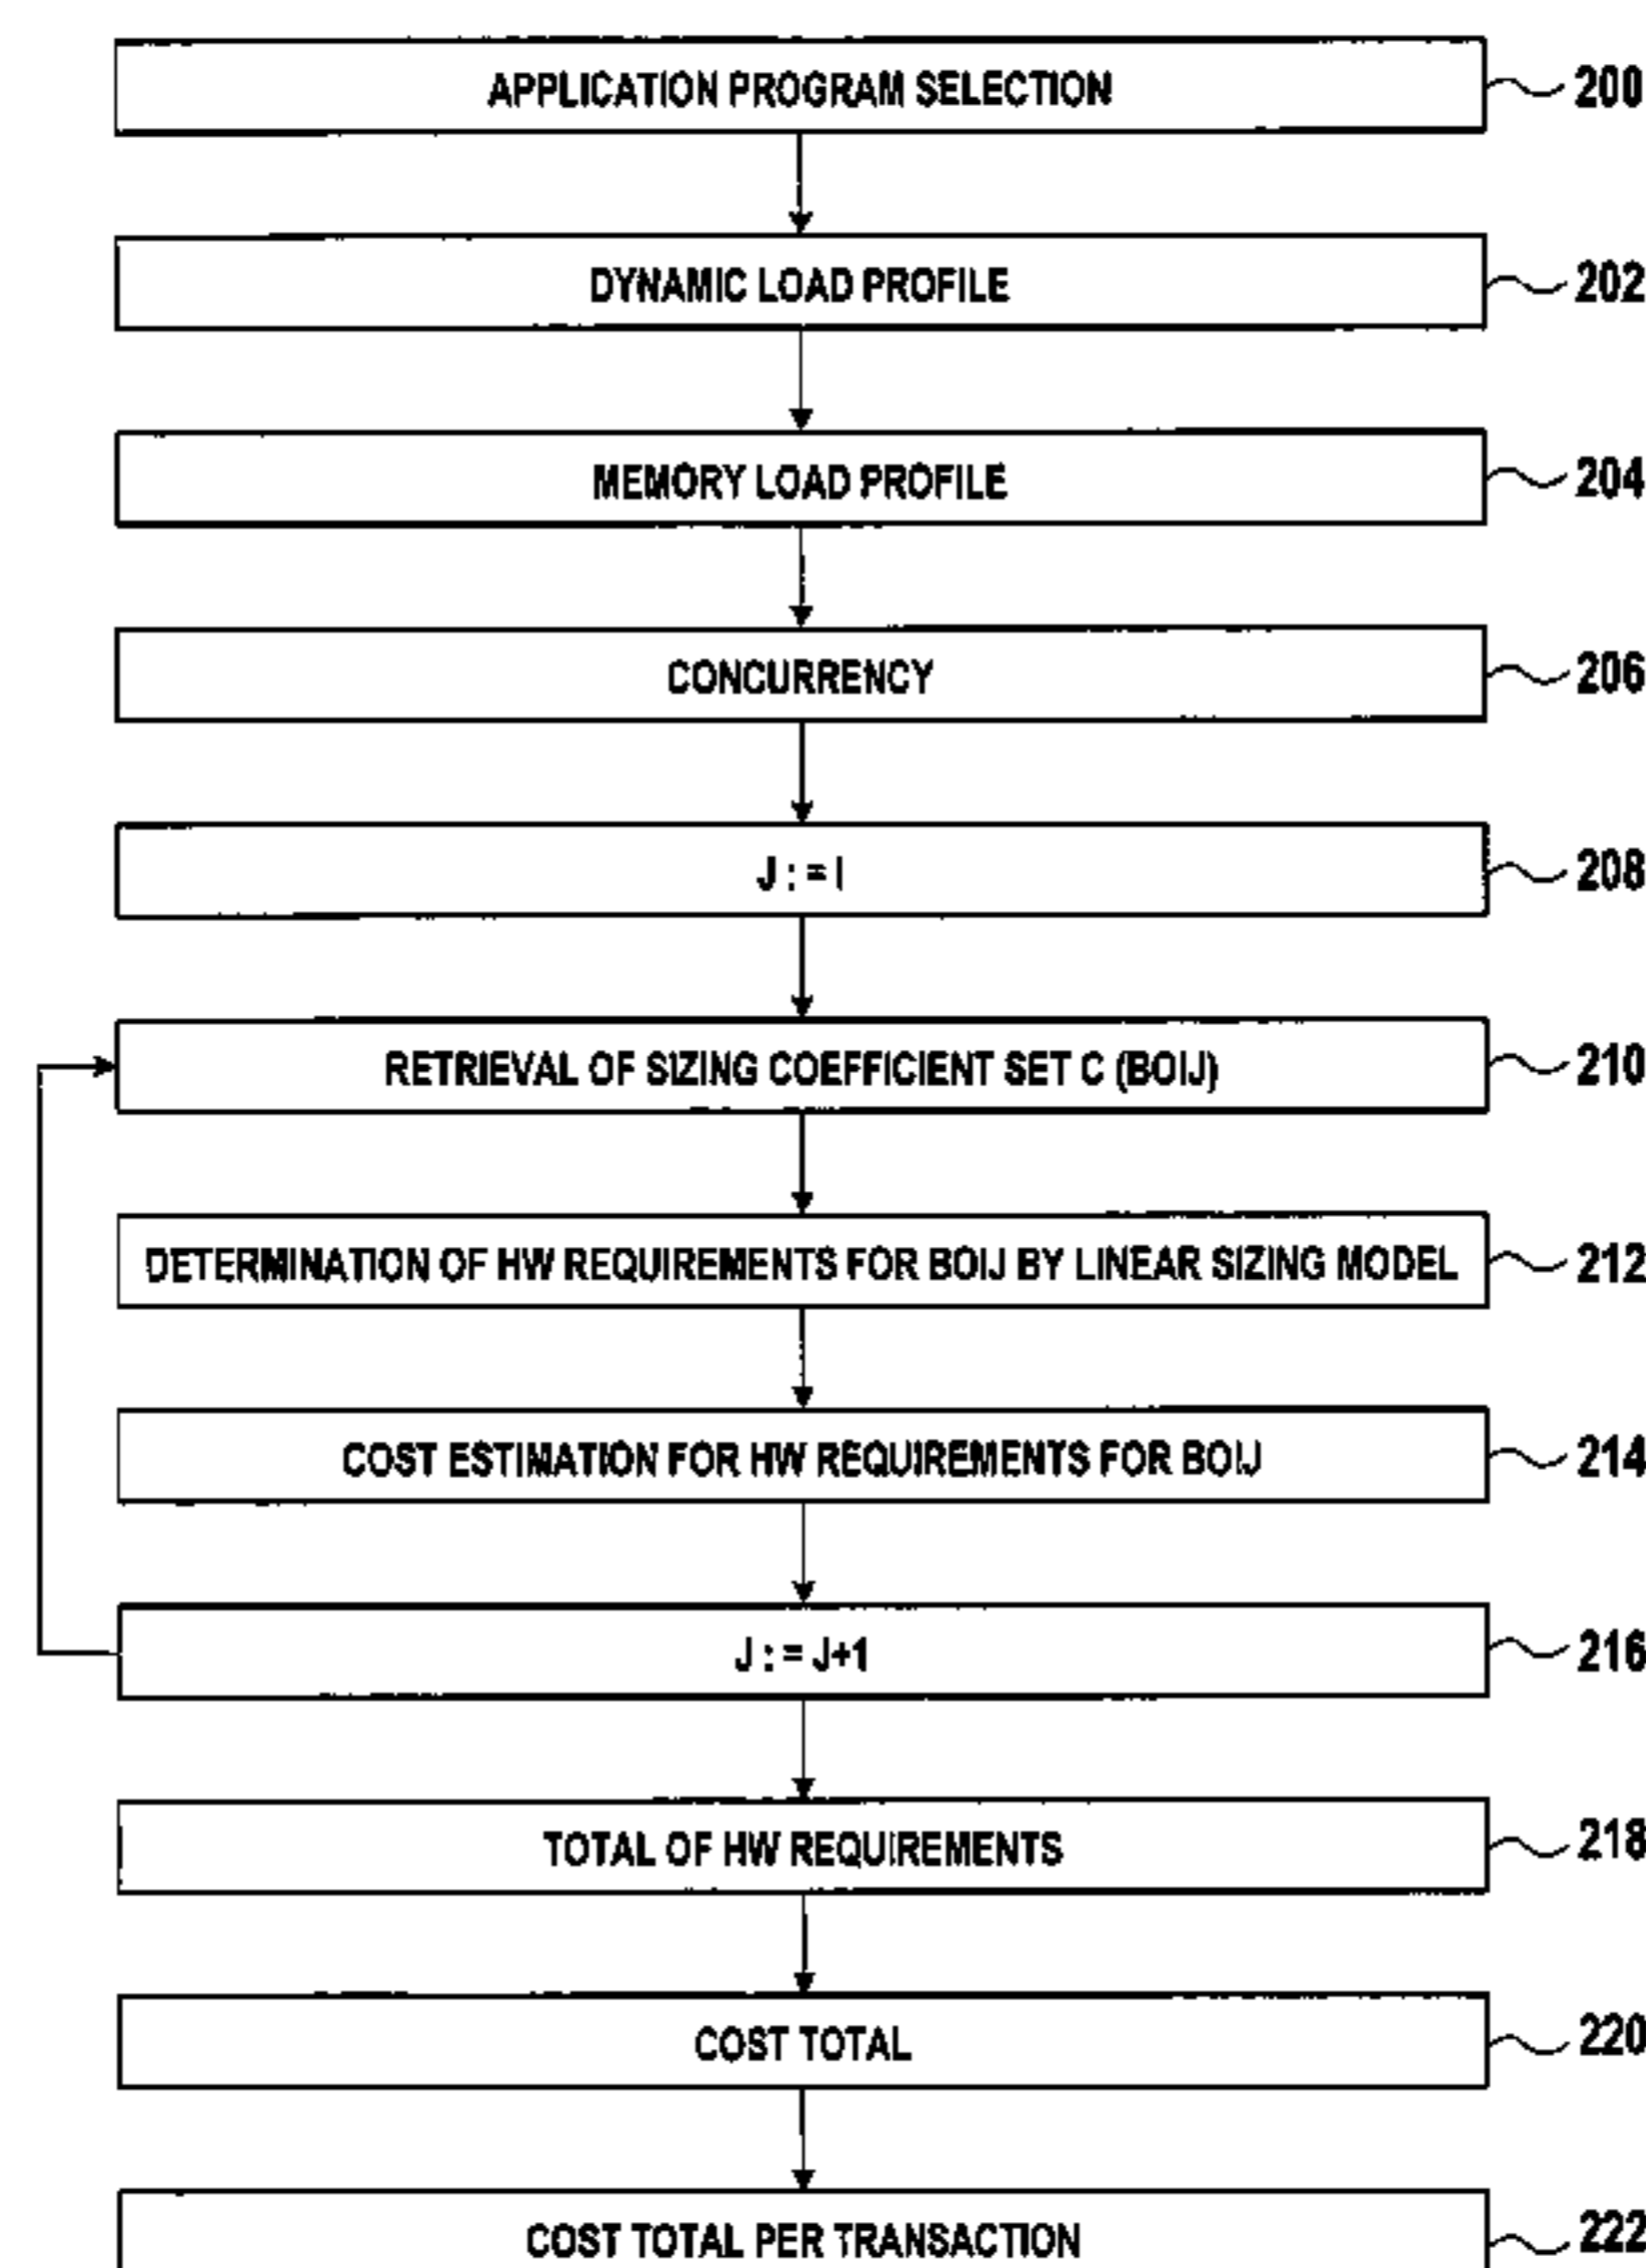 APPLICATION PROGRAM SELECTION 200
DYNAMIC LOAD PROFILE 202
MEMORY LOAD PROFILE 204
CONCURRENCY 206
J : = I 208
RETRIEVAL OF SIZING COEFFICIENT SET C (BOIJ) 210
DETERMINATION OF HW REQUIREMENTS FOR BOIJ BY LINEAR SIZING MODEL 212
COST ESTIMATION FOR HW REQUIREMENTS FOR BOIJ 214
J : = J+1 216
TOTAL OF HW REQUIREMENTS 218
COST TOTAL 220
COST TOTAL PER TRANSACTION 222